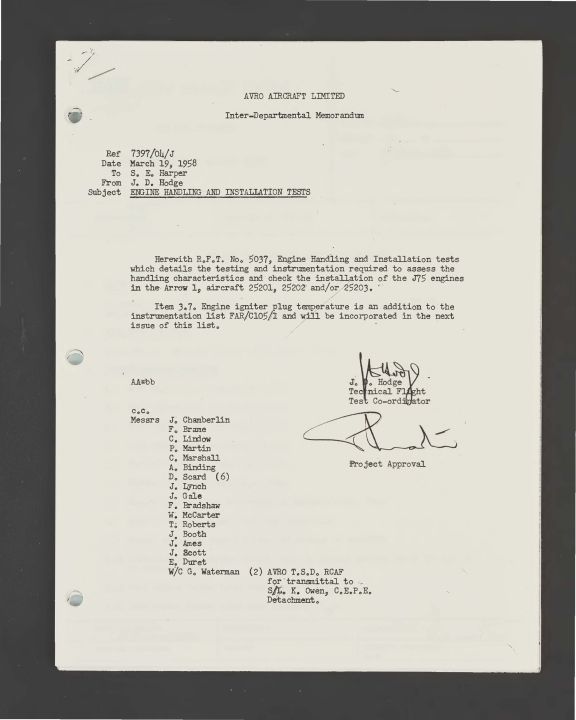 AVRO AIRCRAFT LIMITED
Inter-Departmental Memorandum
Ref 7397/04/J
Date March 19, 1958
To S. E. Harper
From J. D. Hodge
Subject ENGINE HANDLING AND INSTALLATION TESTS
Herewith R.F.T. No. 5037, Engine Handling and Installation tests
which details the testing and instrumentation required to assess the
handling characteristics and check the installation of the J75 engines
in the Arrow 1, aircraft 25201, 25202 and/or 25203.
Item 3.7. Engine igniter plug temperature is an addition to the
instrumentation list FAR/C105/1 and will be incorporated in the next
issue of this list.
AA:bb
J. D. Hodge
Technical Flight
Test Co-ordinator
c.c.
Messrs J. Chamberlin
F. Brame
C. Lindow
P. Martin
C. Marshall
A. Binding
D. Scard (6)
J. Lynch
J. Gale
F. Bradshaw
W. McCarter
T. Roberts
J. Booth
J. Ames
J. Scott
E. Duret
W/C G. Waterman (2) AVRO T.S.D. RCAF
for transmittal to
S/L. K. Owen, C.E.P.E.
Detachment.
Project Approval